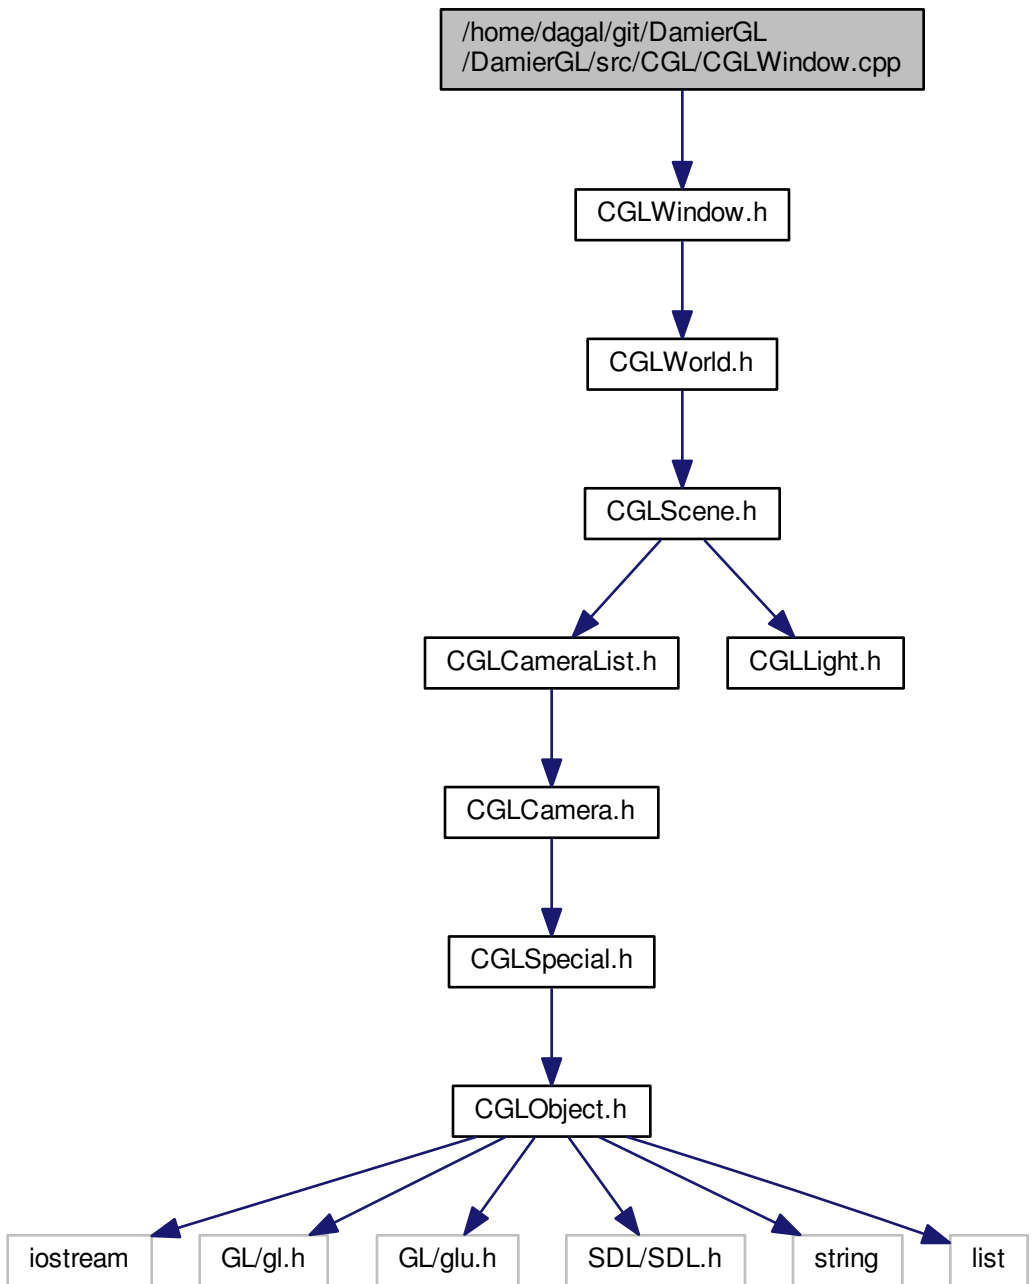 /home/dagal/git/DamierGL
/DamierGL/src/CGL/CGLWindow.cpp
CGLWindow.h
CGLWorld.h
CGLScene.h
CGLCameraList.h
CGLLight.h
CGLCamera.h
CGLSpecial.h
CGLObject.h
iostream
GL/gl.h
GL/glu.h
SDL/SDL.h
string
list